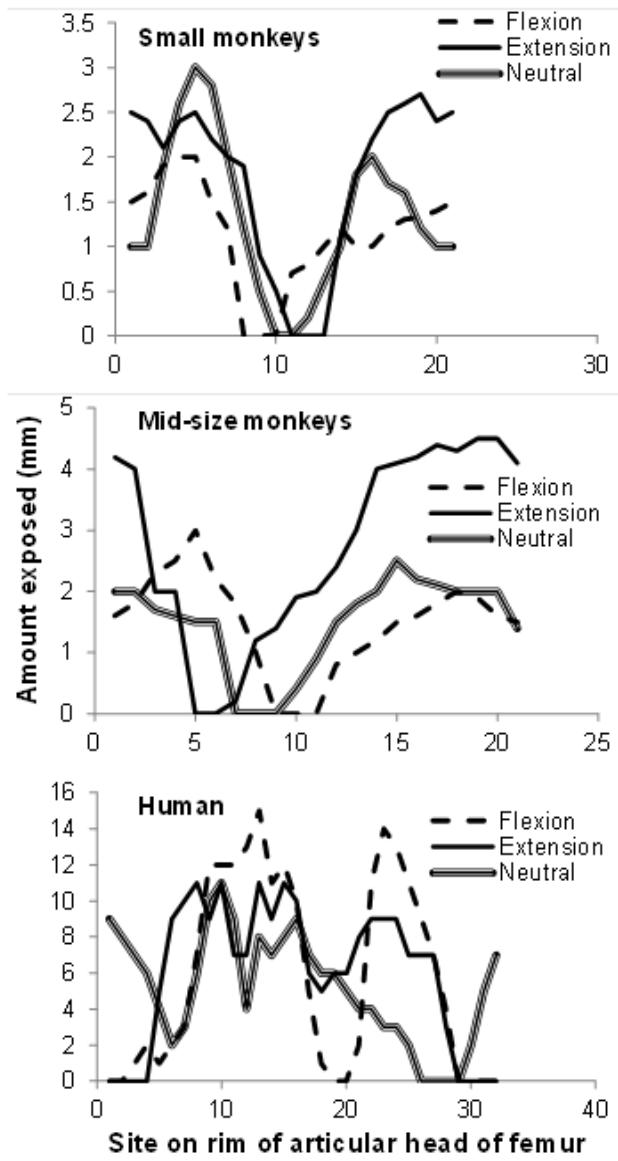 Small monkeys
Flexion
Extension
Neutral
3.5
3
2.5
2
1.5
1
0.5
0
0 10 20 30
Amount exposed (mm)
Mid-size monkeys
Flexion
Extension
Neutral
5
4
3
2
1
0
0 5 10 15 20 25
Human
Flexion
Extension
Neutral
16
14
12
10
8
6
4
2
0
0 10 20 30 40
Site on rim of articular head of femur